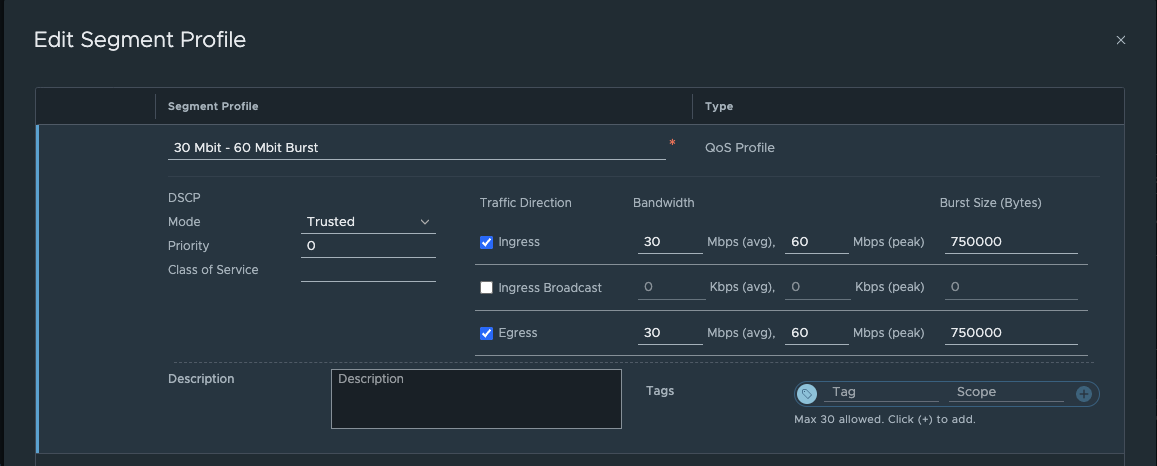 Edit Segment Profile
Segment Profile Type
30 Mbit - 60 Mbit Burst * QoS Profile
DSCP
Mode Trusted
Priority 0
Class of Service
Traffic Direction Bandwidth Burst Size (Bytes)
Ingress 30 Mbps (avg), 60 Mbps (peak) 750000
Ingress Broadcast 0 Kbps (avg), 0 Kbps (peak) 0
Egress 30 Mbps (avg), 60 Mbps (peak) 750000
Description Description
Tags Tag Scope
Max 30 allowed. Click (+) to add.